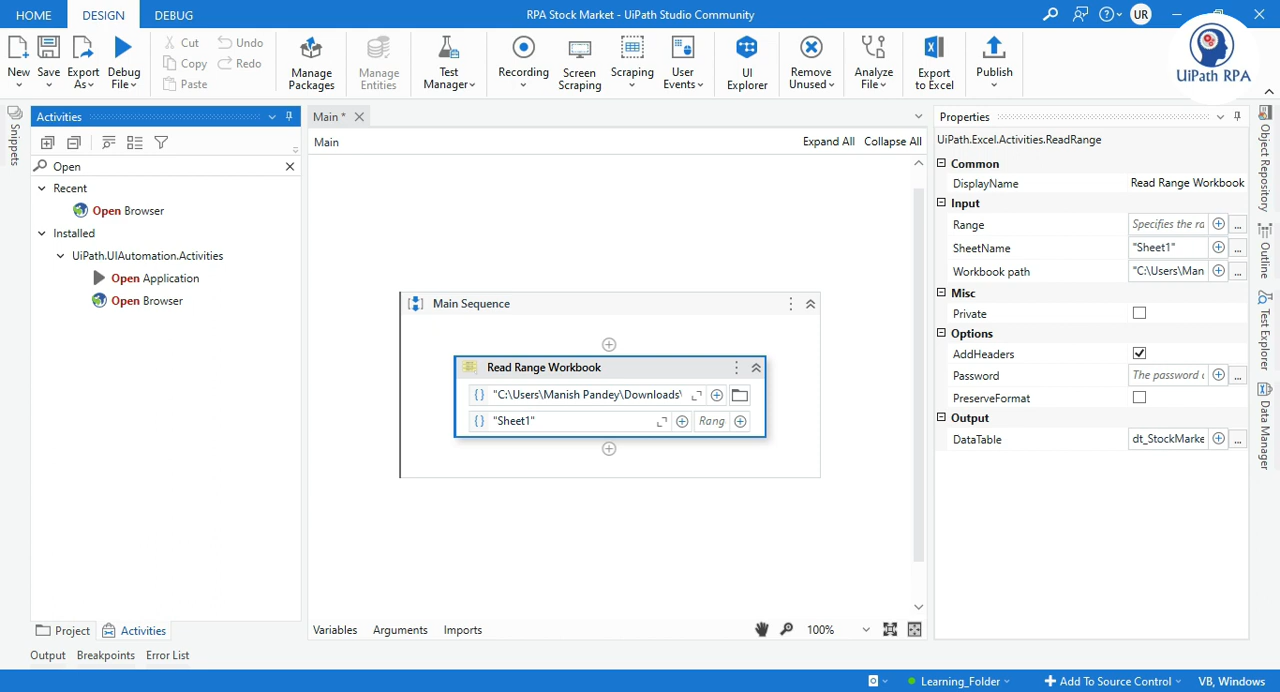 HOME DESIGN DEBUG RPA Stock Market - UiPath Studio Community UR
New Save Export As Debug File Cut Copy Paste Undo Redo Manage Packages Manage Entities Test Manager Recording Screen Scraping Scraping User Events UI Explorer Remove Unused Analyze File Export to Excel Publish
UiPath RPA
Snippets
Activities
Open
Recent
Open Browser
Installed
UiPath.UIAutomation.Activities
Open Application
Open Browser
Project Activities
Main *
Main Expand All Collapse All
Main Sequence
Read Range Workbook
"C:\Users\Manish Pandey\Downloads\
"Sheet1" Rang
Variables Arguments Imports 100%
Properties
UiPath.Excel.Activities.ReadRange
Common
DisplayName Read Range Workbook
Input
Range Specifies the ra ...
SheetName "Sheet1" ...
Workbook path "C:\Users\Man ...
Misc
Private
Options
AddHeaders
Password The password c ...
PreserveFormat
Output
DataTable dt_StockMarke ...
Object Repository
Outline
Test Explorer
Data Manager
Output Breakpoints Error List
Learning_Folder Add To Source Control VB, Windows